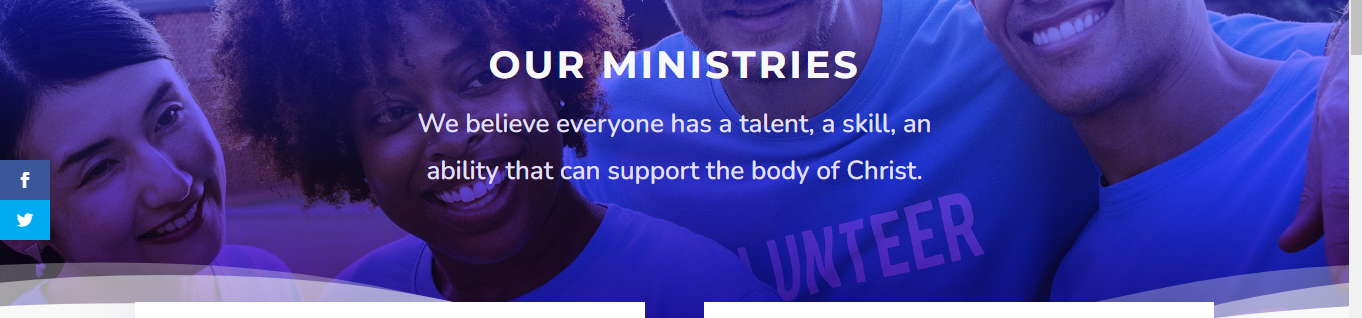 OUR MINISTRIES
We believe everyone has a talent, a skill, an
ability that can support the body of Christ.
LUNTEER